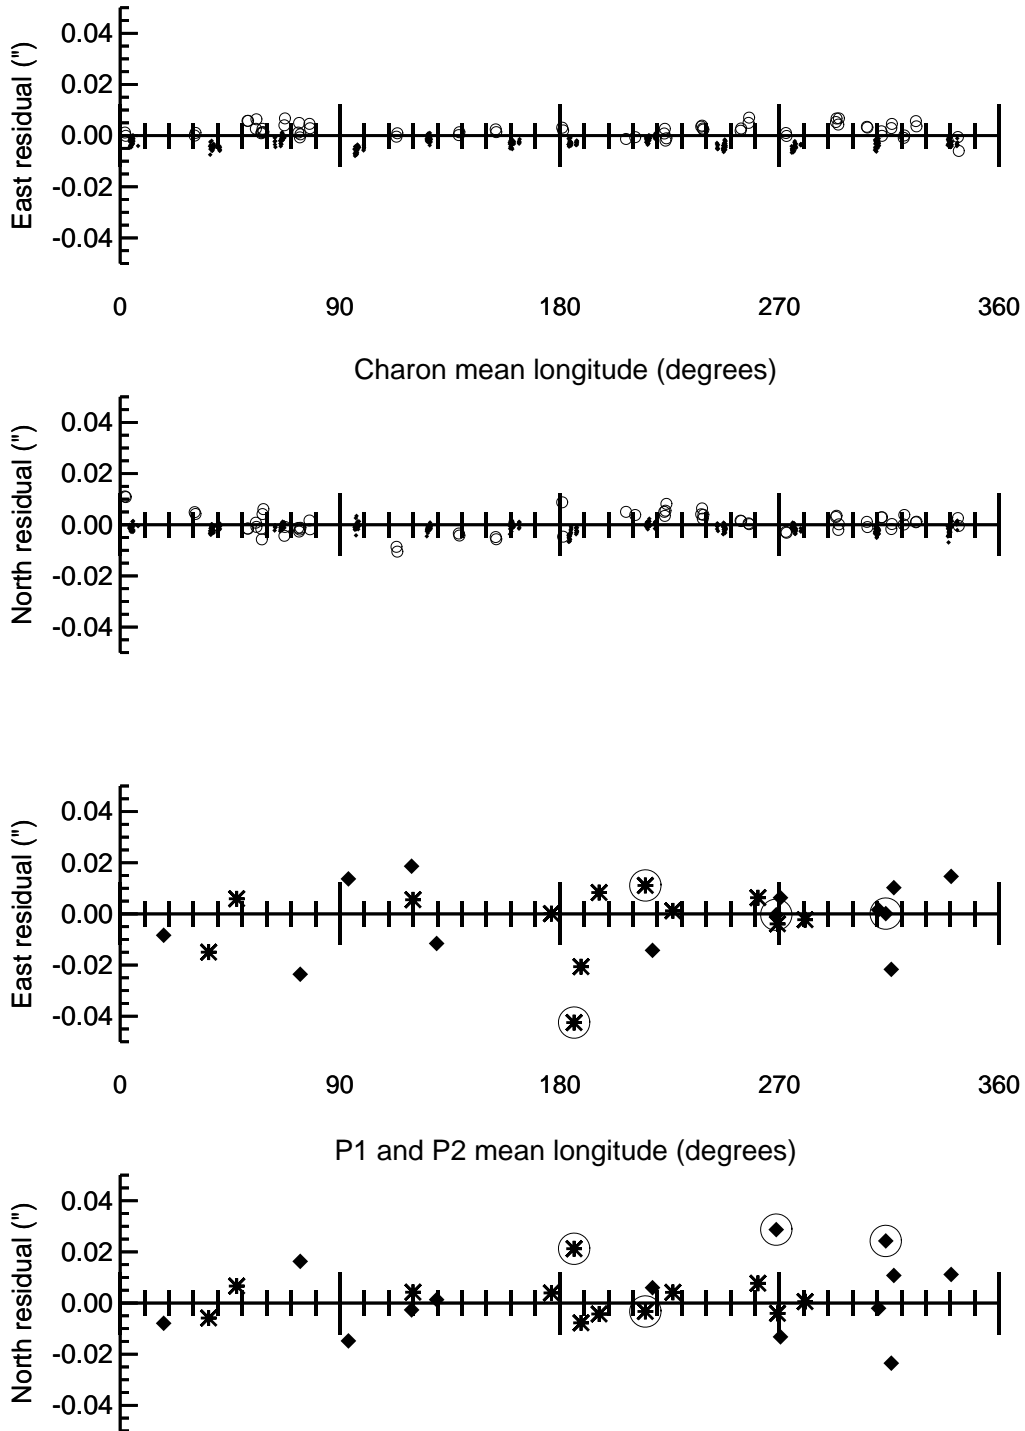 0.04
0.02
0.00
-0.02
-0.04
East residual (")
0 90 180 270 360
Charon mean longitude (degrees)
0.04
0.02
0.00
-0.02
-0.04
North residual (")
0.04
0.02
0.00
-0.02
-0.04
East residual (")
0 90 180 270 360
P1 and P2 mean longitude (degrees)
0.04
0.02
0.00
-0.02
-0.04
North residual (")